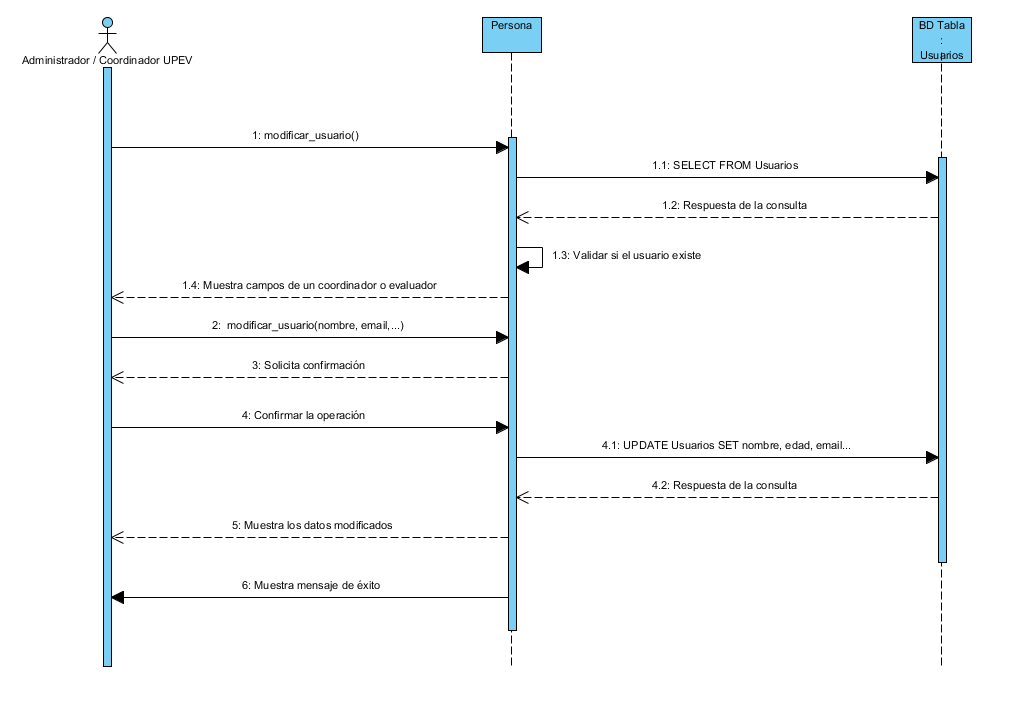 Persona
BD Tabla
:
Usuarios
Administrador / Coordinador UPEV
1: modificar_usuario()
1.1: SELECT FROM Usuarios
1.2: Respuesta de la consulta
1.3: Validar si el usuario existe
1.4: Muestra campos de un coordinador o evaluador
2:  modificar_usuario(nombre, email,...)
3: Solicita confirmación
4: Confirmar la operación
4.1: UPDATE Usuarios SET nombre, edad, email...
4.2: Respuesta de la consulta
5: Muestra los datos modificados
6: Muestra mensaje de éxito